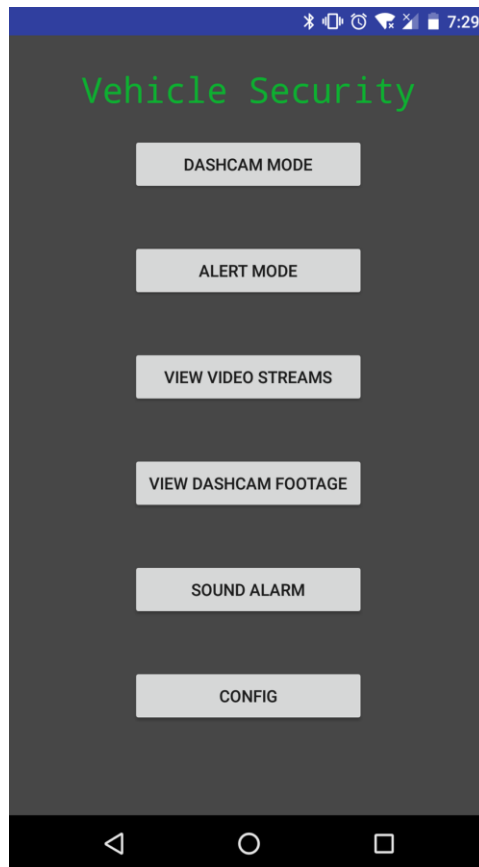 7:29
Vehicle Security
DASHCAM MODE
ALERT MODE
VIEW VIDEO STREAMS
VIEW DASHCAM FOOTAGE
SOUND ALARM
CONFIG